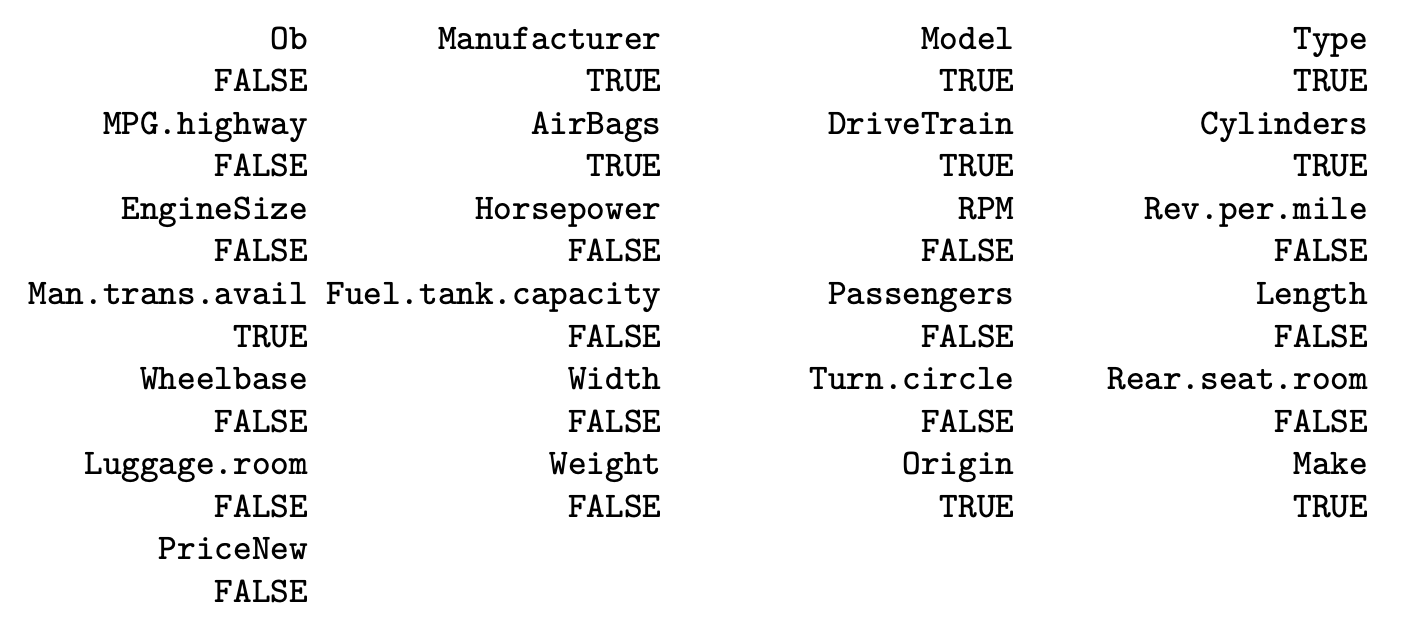 Ob Manufacturer Model Type
FALSE TRUE TRUE TRUE
MPG.highway AirBags DriveTrain Cylinders
FALSE TRUE TRUE TRUE
EngineSize Horsepower RPM Rev.per.mile
FALSE FALSE FALSE FALSE
Man.trans.avail Fuel.tank.capacity Passengers Length
TRUE FALSE FALSE FALSE
Wheelbase Width Turn.circle Rear.seat.room
FALSE FALSE FALSE FALSE
Luggage.room Weight Origin Make
FALSE FALSE TRUE TRUE
PriceNew
FALSE